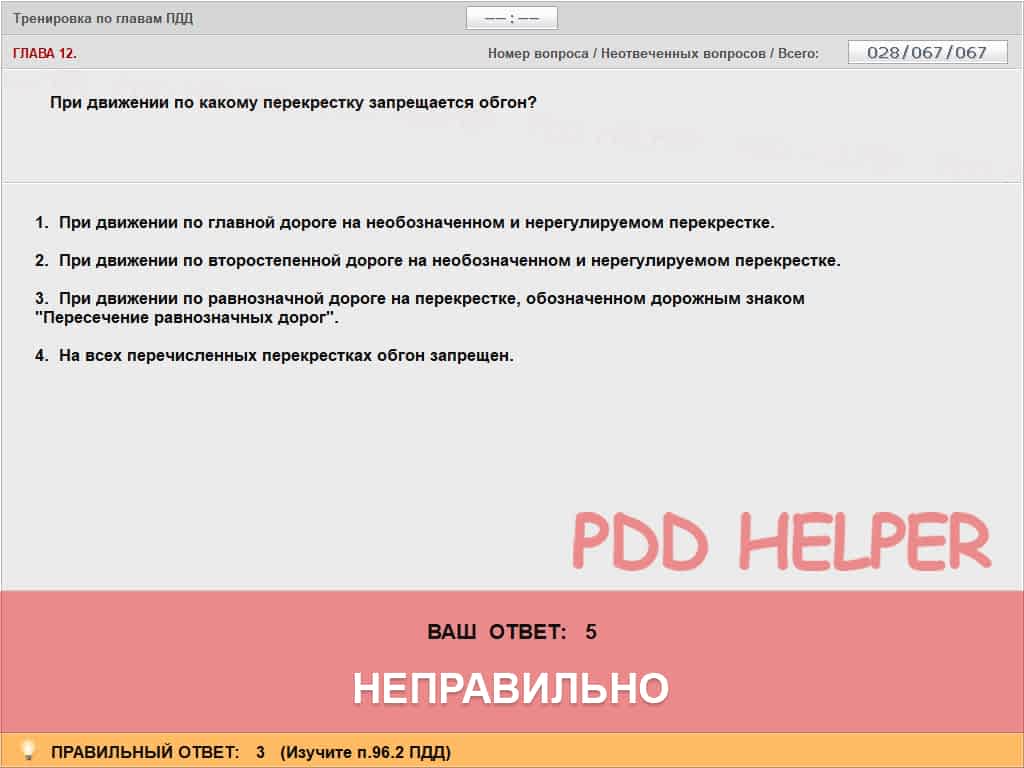 Тренировка по главам ПДД
−− : −−
ГЛАВА 12.
Номер вопроса / Неотвеченных вопросов / Всего:
028/067/067
При движении по какому перекрестку запрещается обгон?
1. При движении по главной дороге на необозначенном и нерегулируемом перекрестке.
2. При движении по второстепенной дороге на необозначенном и нерегулируемом перекрестке.
3. При движении по равнозначной дороге на перекрестке, обозначенном дорожным знаком
"Пересечение равнозначных дорог".
4. На всех перечисленных перекрестках обгон запрещен.
PDD HELPER
ВАШ ОТВЕТ: 5
НЕПРАВИЛЬНО
ПРАВИЛЬНЫЙ ОТВЕТ: 3 (Изучите п.96.2 ПДД)